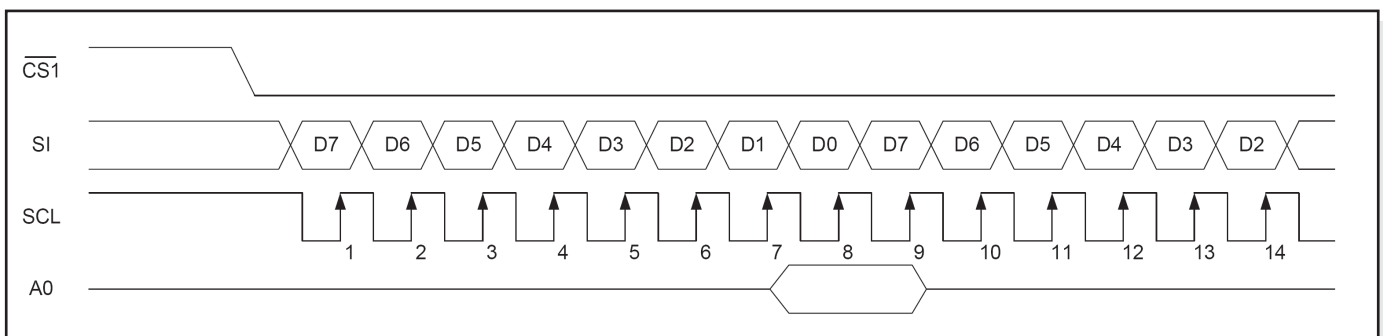 CS1
SI D7 D6 D5 D4 D3 D2 D1 D0 D7 D6 D5 D4 D3 D2
SCL
1 2 3 4 5 6 7 8 9 10 11 12 13 14
A0